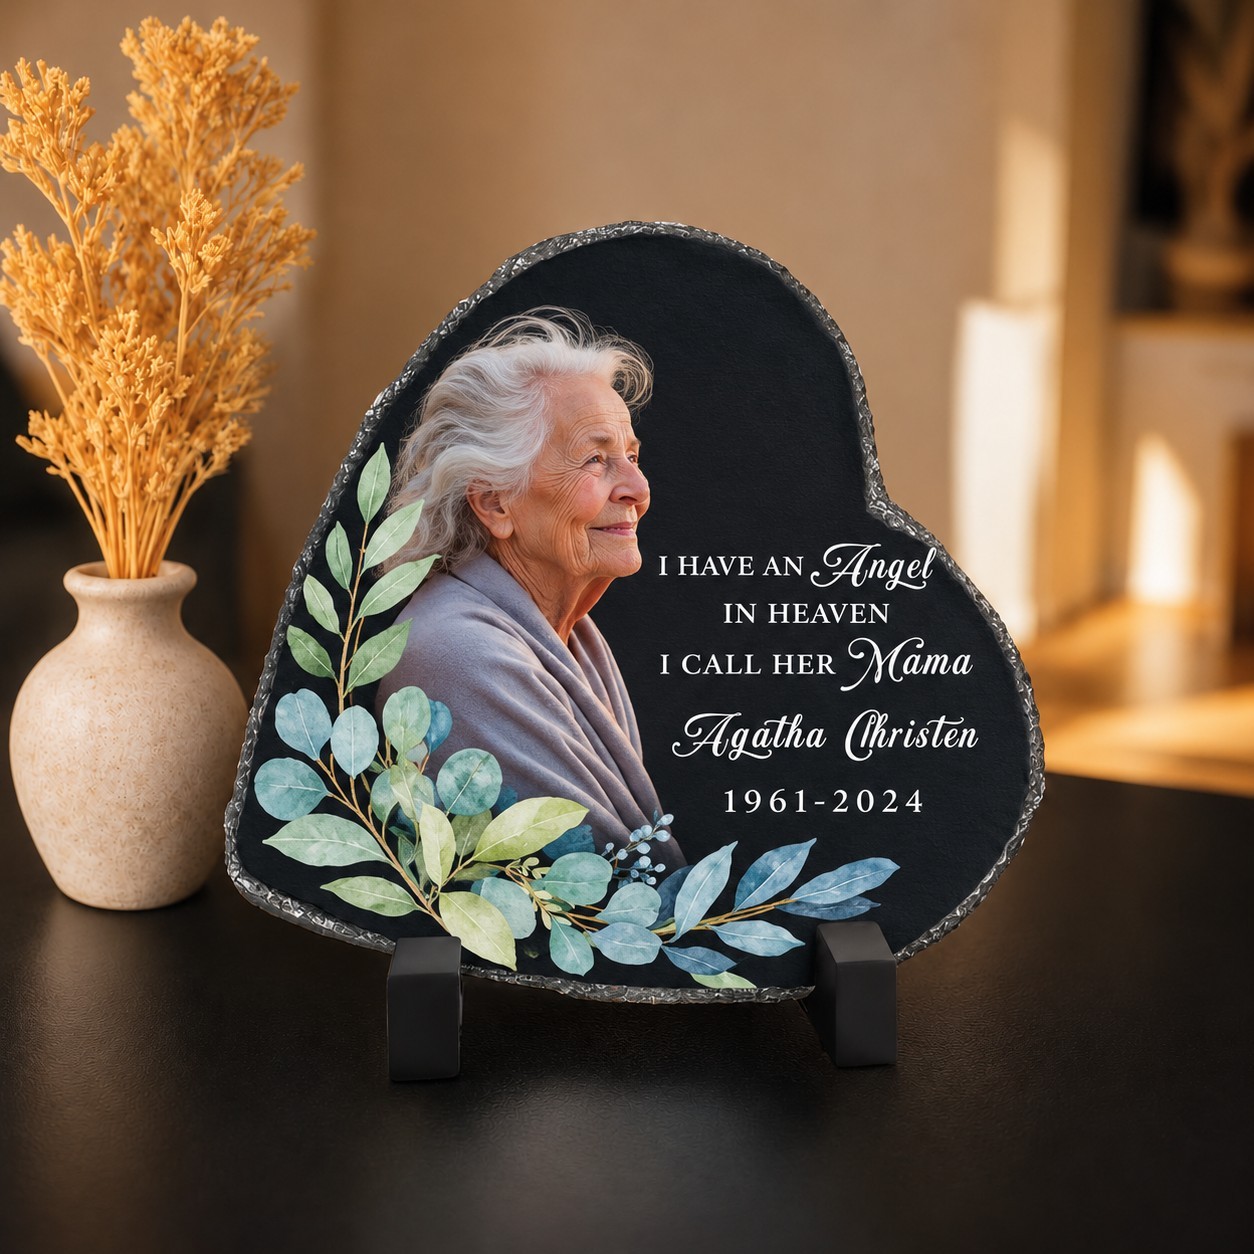 I HAVE AN Angel
IN HEAVEN
I CALL HER Mama
Agatha Christen
1961-2024